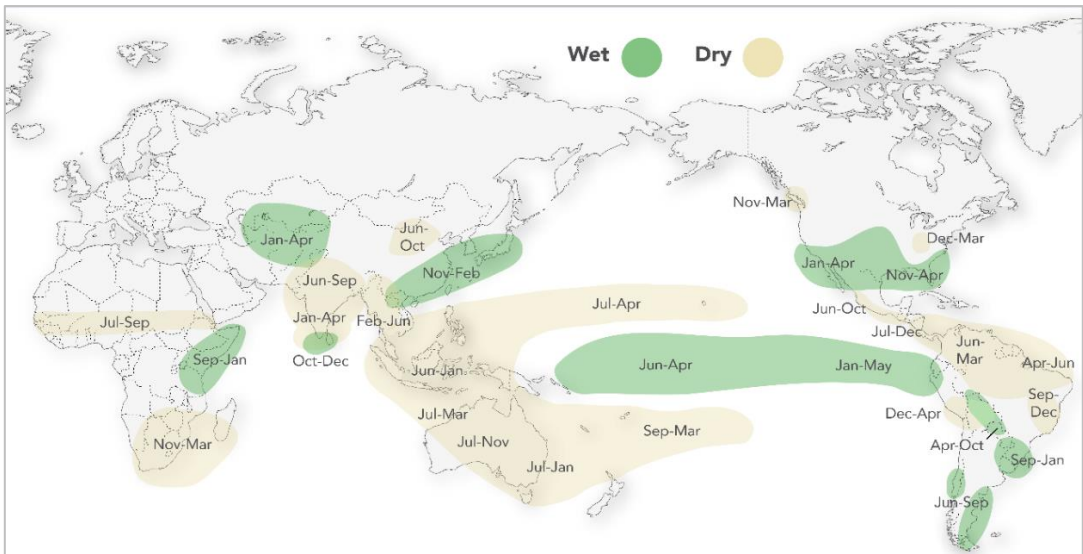 Wet
Dry
Nov-Mar
Jun-
Oct
Dec-Mar
Jan-Apr
Nov-Feb
Jan-Apr
Nov-Apr
Jun-Sep
Jul-Apr
Jun-Oct
Jul-Sep
Jan-Apr
Feb-Jun
Jul-Dec
Oct-Dec
Jun-
Mar
Sep-Jan
Jun-Jan
Jun-Apr
Jan-May
Apr-Jun
Sep-
Dec
Jul-Mar
Dec-Apr
Nov-Mar
Jul-Nov
Sep-Mar
Apr-Oct
Jul-Jan
Sep-Jan
Jun-Sep